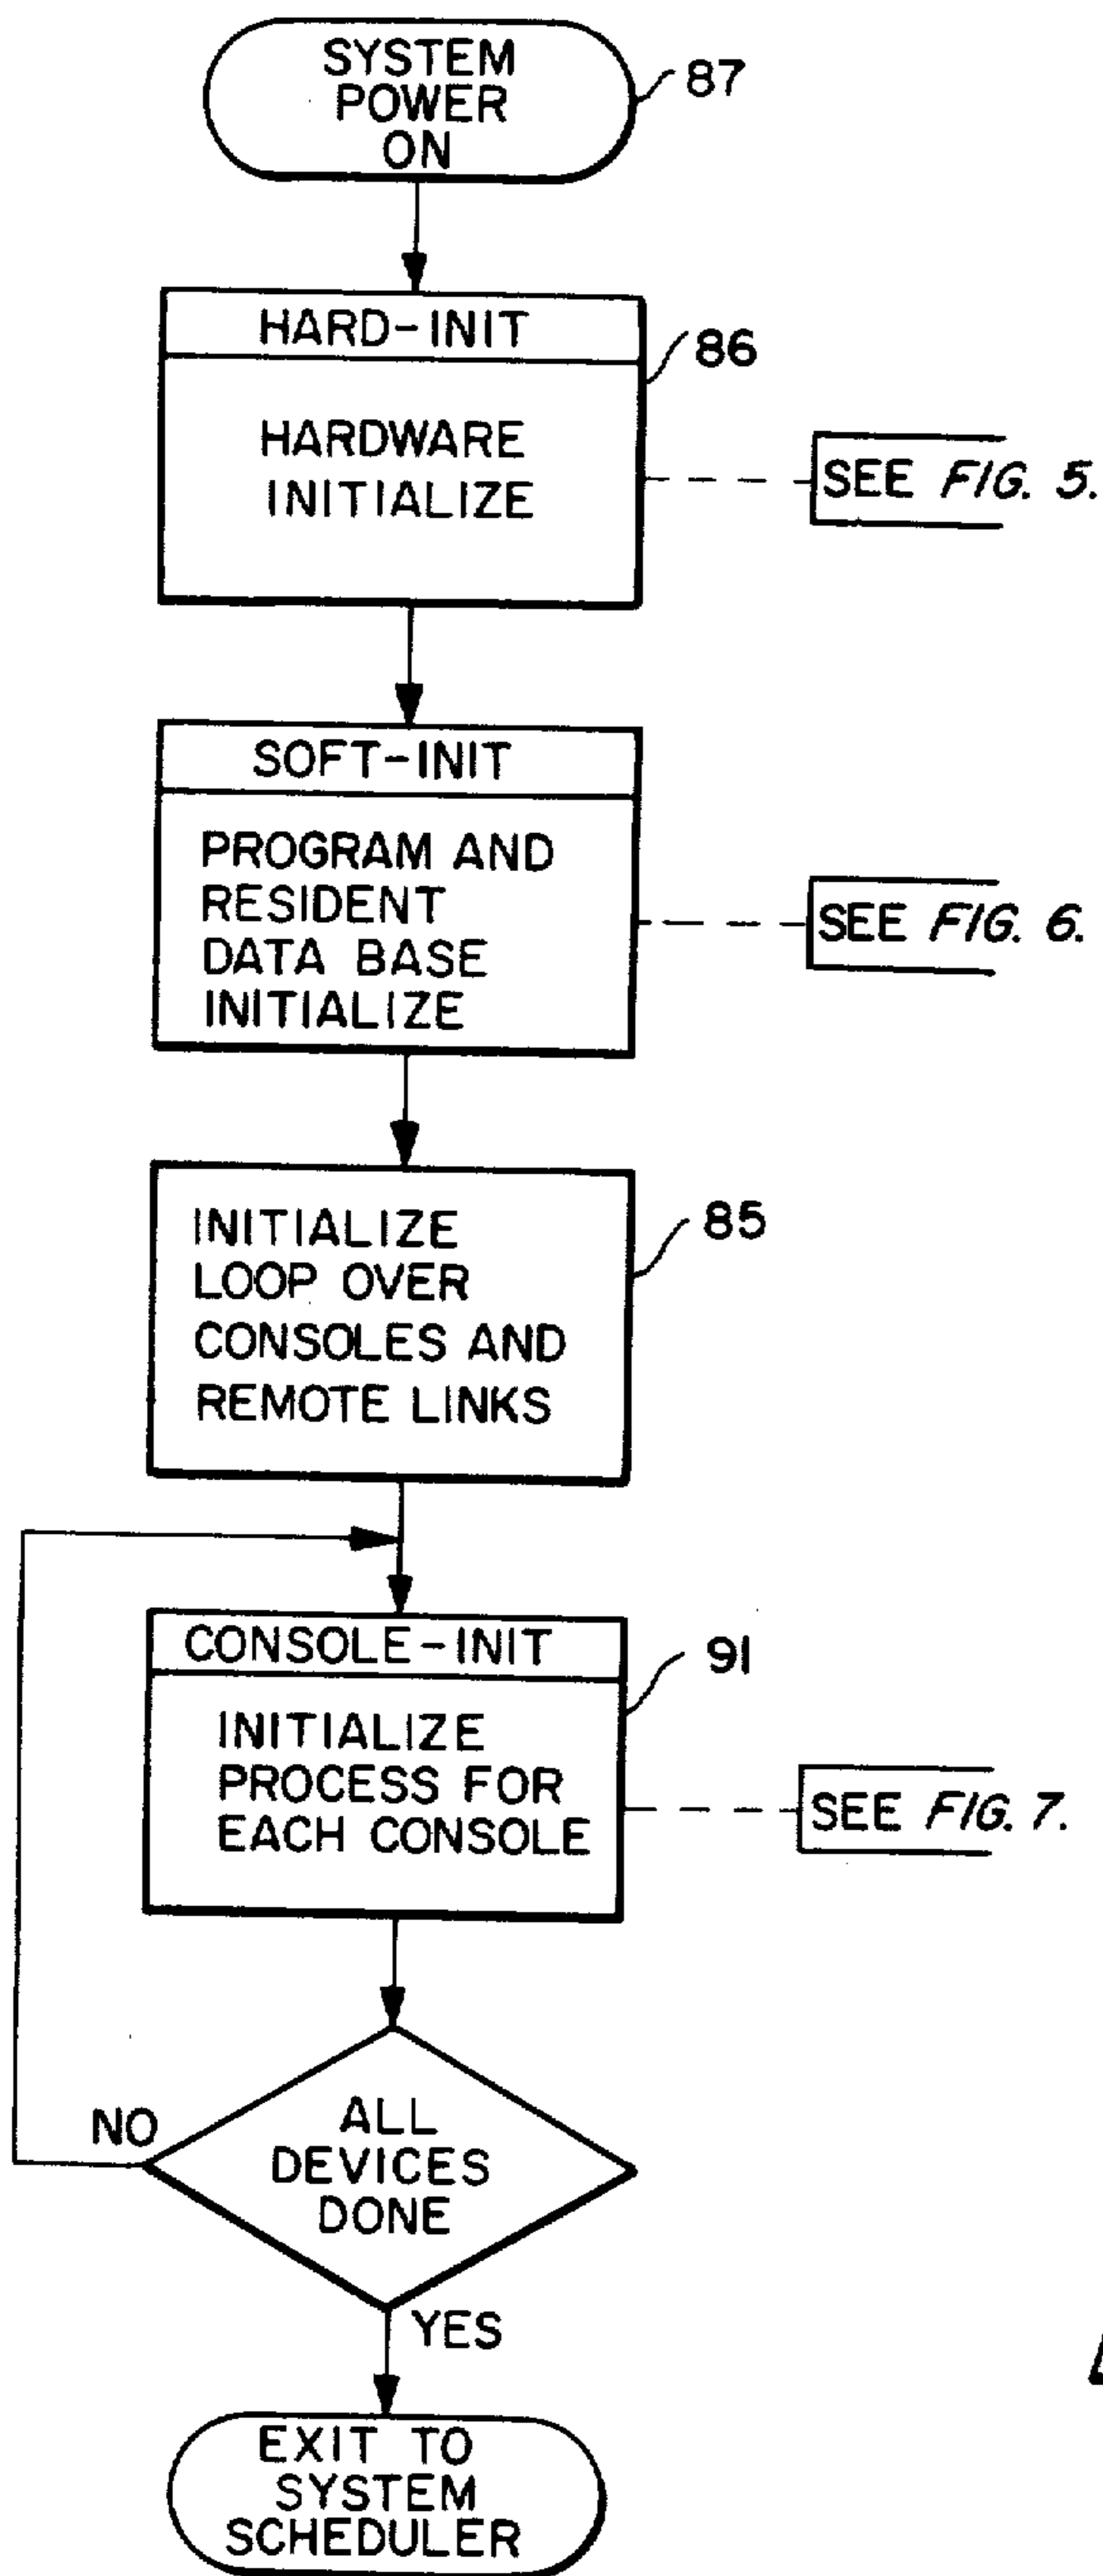 SYSTEM
POWER
ON
87
HARD-INIT
86
HARDWARE
INITIALIZE
SEE FIG. 5.
SOFT-INIT
PROGRAM AND
RESIDENT
DATA BASE
INITIALIZE
SEE FIG. 6.
85
INITIALIZE
LOOP OVER
CONSOLES AND
REMOTE LINKS
CONSOLE-INIT
91
INITIALIZE
PROCESS FOR
EACH CONSOLE
SEE FIG. 7.
ALL
DEVICES
DONE
NO
YES
EXIT TO
SYSTEM
SCHEDULER